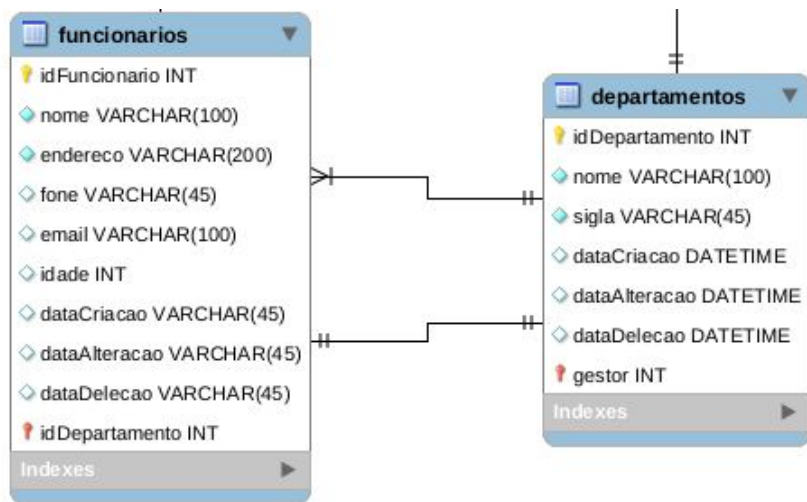 funcionarios
idFuncionario INT
nome VARCHAR(100)
endereco VARCHAR(200)
fone VARCHAR(45)
email VARCHAR(100)
idade INT
dataCriacao VARCHAR(45)
dataAlteracao VARCHAR(45)
dataDelecao VARCHAR(45)
idDepartamento INT
Indexes
departamentos
idDepartamento INT
nome VARCHAR(100)
sigla VARCHAR(45)
dataCriacao DATETIME
dataAlteracao DATETIME
dataDelecao DATETIME
gestor INT
Indexes